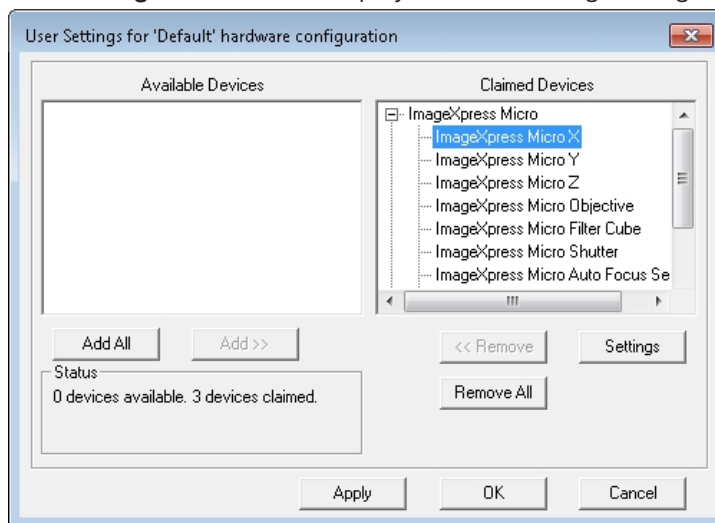 User Settings for 'Default' hardware configuration
Available Devices
Claimed Devices
ImageXpress Micro
ImageXpress Micro X
ImageXpress Micro Y
ImageXpress Micro Z
ImageXpress Micro Objective
ImageXpress Micro Filter Cube
ImageXpress Micro Shutter
ImageXpress Micro Auto Focus Se
Add All
Add >>
<< Remove
Settings
Status
0 devices available. 3 devices claimed.
Remove All
Apply
OK
Cancel